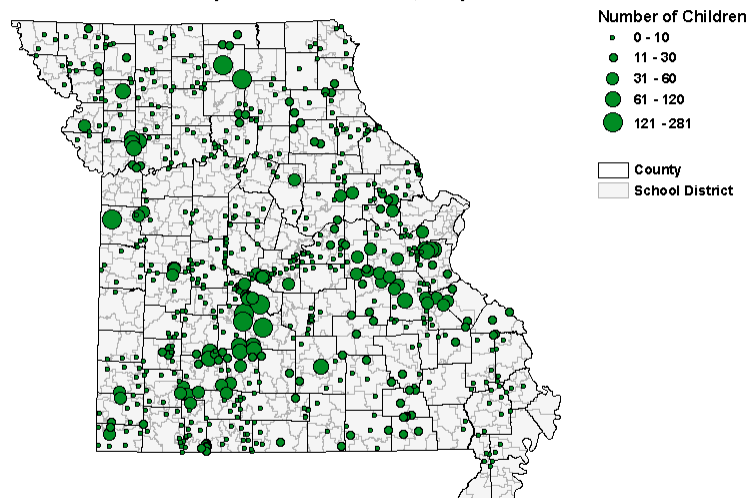 Number of Children
0 - 10
11 - 30
31 - 60
61 - 120
121 - 281
County
School District